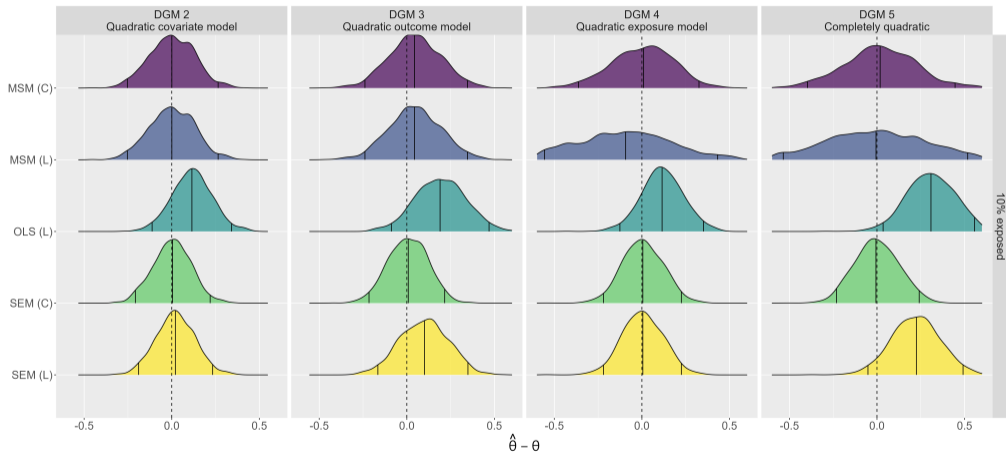 DGM 2
Quadratic covariate model
DGM 3
Quadratic outcome model
DGM 4
Quadratic exposure model
DGM 5
Completely quadratic
MSM (C)
MSM (L)
OLS (L)
SEM (C)
SEM (L)
10% exposed
-0.5 0.0 0.5
-0.5 0.0 0.5
-0.5 0.0 0.5
-0.5 0.0 0.5
θ̂ − θ